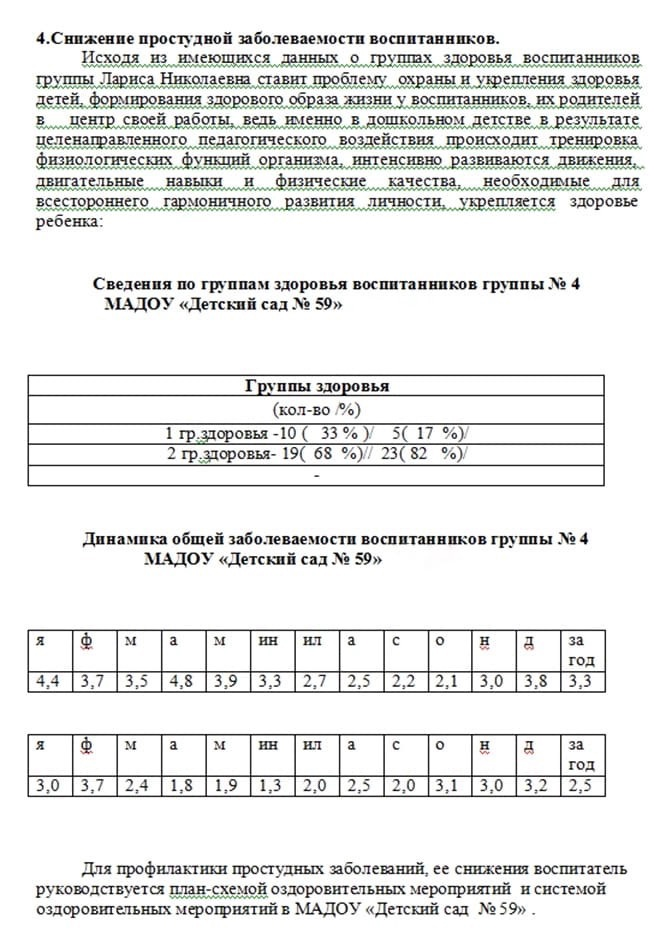 4.Снижение простудной заболеваемости воспитанников.
Исходя из имеющихся данных о группах здоровья воспитанников
группы Лариса Николаевна ставит проблему охраны и укрепления здоровья
детей, формирования здорового образа жизни у воспитанников, их родителей
в центр своей работы, ведь именно в дошкольном детстве в результате
целенаправленного педагогического воздействия происходит тренировка
физиологических функций организма, интенсивно развиваются движения,
двигательные навыки и физические качества, необходимые для
всестороннего гармоничного развития личности, укрепляется здоровье
ребенка:
Сведения по группам здоровья воспитанников группы № 4
МАДОУ «Детский сад № 59»
Группы здоровья
(кол-во /%)
1 гр.здоровья -10 ( 33 % )/ 5( 17 %)/
2 гр.здоровья- 19( 68 %)// 23( 82 %)/
-
Динамика общей заболеваемости воспитанников группы № 4
МАДОУ «Детский сад № 59»
я ф м а м ин ил а с о н д за
год
4,4 3,7 3,5 4,8 3,9 3,3 2,7 2,5 2,2 2,1 3,0 3,8 3,3
я ф м а м ин ил а с о н д за
год
3,0 3,7 2,4 1,8 1,9 1,3 2,0 2,5 2,0 3,1 3,0 3,2 2,5
Для профилактики простудных заболеваний, ее снижения воспитатель
руководствуется план-схемой оздоровительных мероприятий и системой
оздоровительных мероприятий в МАДОУ «Детский сад № 59» .